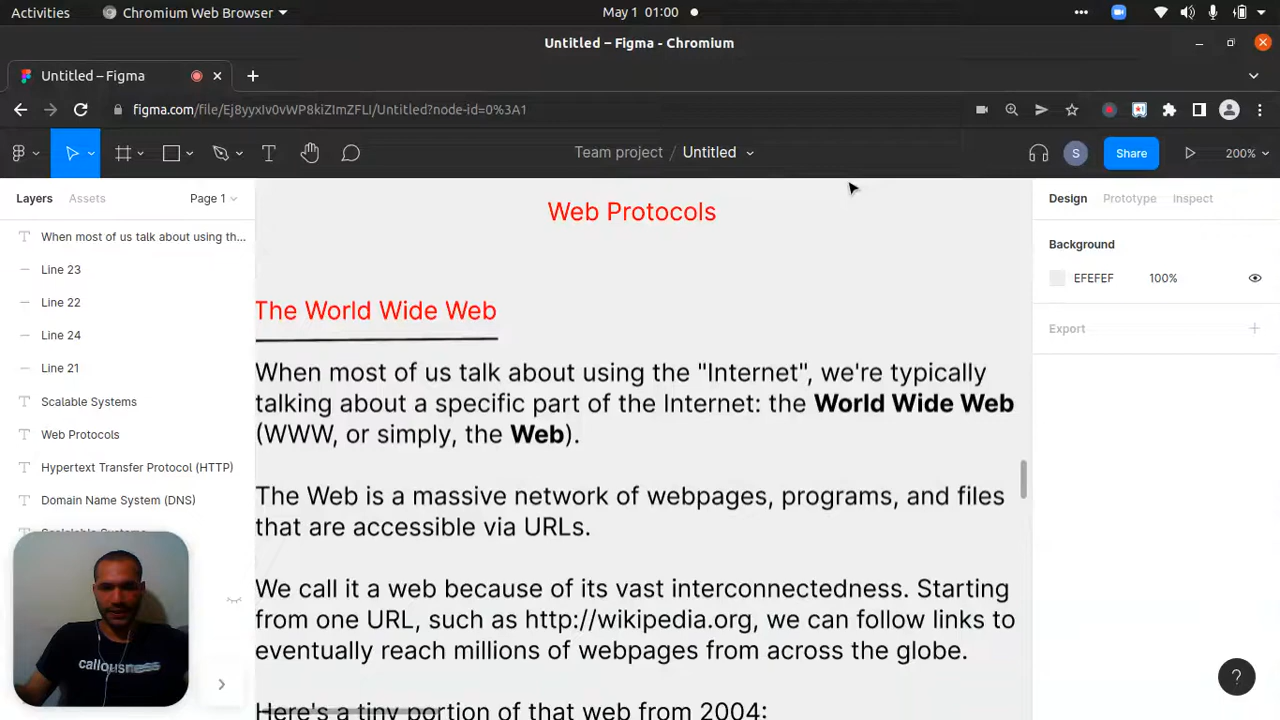 Activities
Chromium Web Browser
May 1 01:00
Untitled – Figma - Chromium
Untitled – Figma
figma.com/file/Ej8yyxIv0vWP8kiZImZFLI/Untitled?node-id=0%3A1
Team project / Untitled
S
Share
200%
Layers
Assets
Page 1
Design
Prototype
Inspect
When most of us talk about using th...
Line 23
Line 22
Line 24
Line 21
Scalable Systems
Web Protocols
Hypertext Transfer Protocol (HTTP)
Domain Name System (DNS)
Web Protocols
The World Wide Web
When most of us talk about using the "Internet", we're typically
talking about a specific part of the Internet: the World Wide Web
(WWW, or simply, the Web).
The Web is a massive network of webpages, programs, and files
that are accessible via URLs.
We call it a web because of its vast interconnectedness. Starting
from one URL, such as http://wikipedia.org, we can follow links to
eventually reach millions of webpages from across the globe.
Here's a tiny portion of that web from 2004:
Background
EFEFEF
100%
Export
?